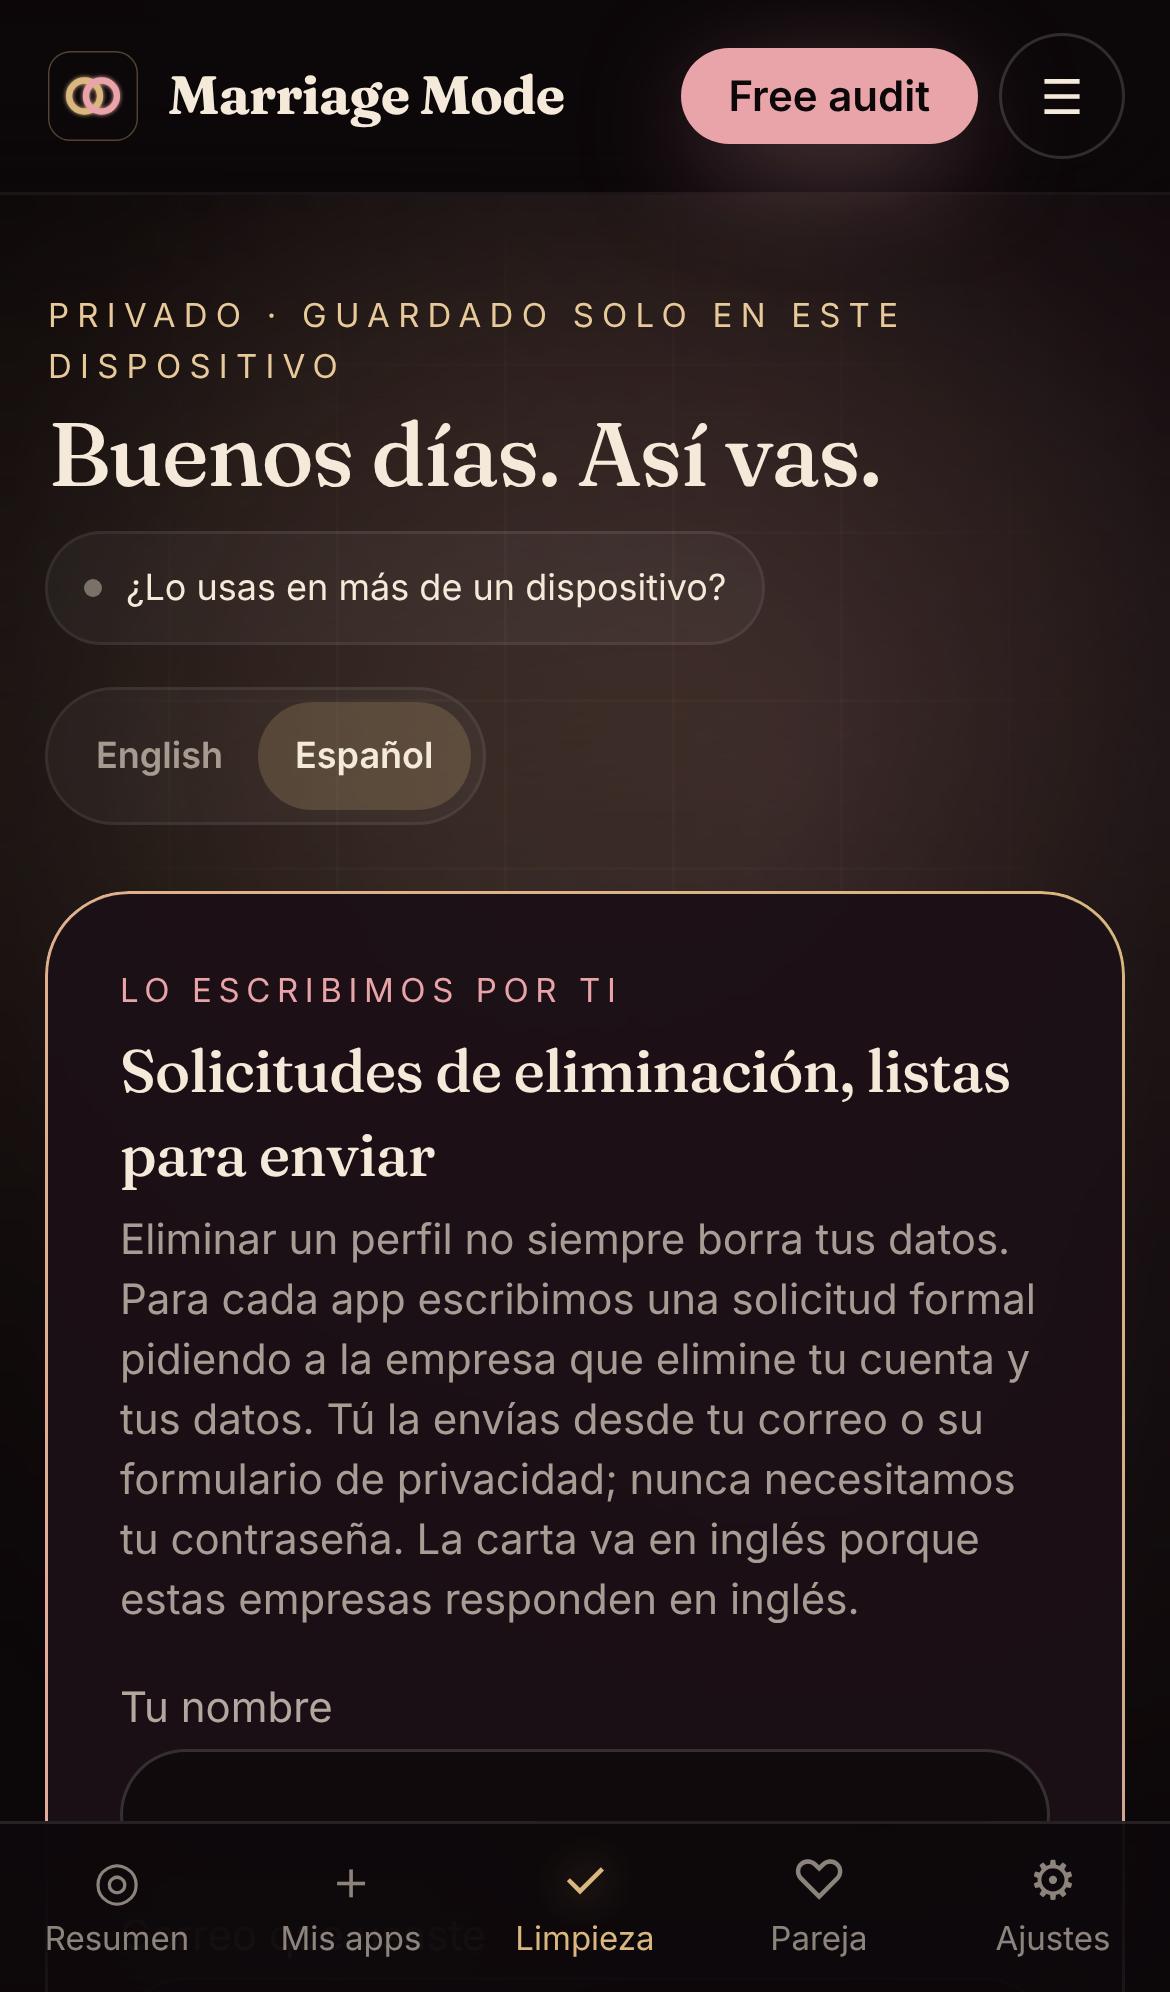 Marriage Mode
Free audit
PRIVADO · GUARDADO SOLO EN ESTE
DISPOSITIVO
Buenos días. Así vas.
¿Lo usas en más de un dispositivo?
English
Español
LO ESCRIBIMOS POR TI
Solicitudes de eliminación, listas
para enviar
Eliminar un perfil no siempre borra tus datos.
Para cada app escribimos una solicitud formal
pidiendo a la empresa que elimine tu cuenta y
tus datos. Tú la envías desde tu correo o su
formulario de privacidad; nunca necesitamos
tu contraseña. La carta va en inglés porque
estas empresas responden en inglés.
Tu nombre
Resumen
Mis apps
Limpieza
Pareja
Ajustes